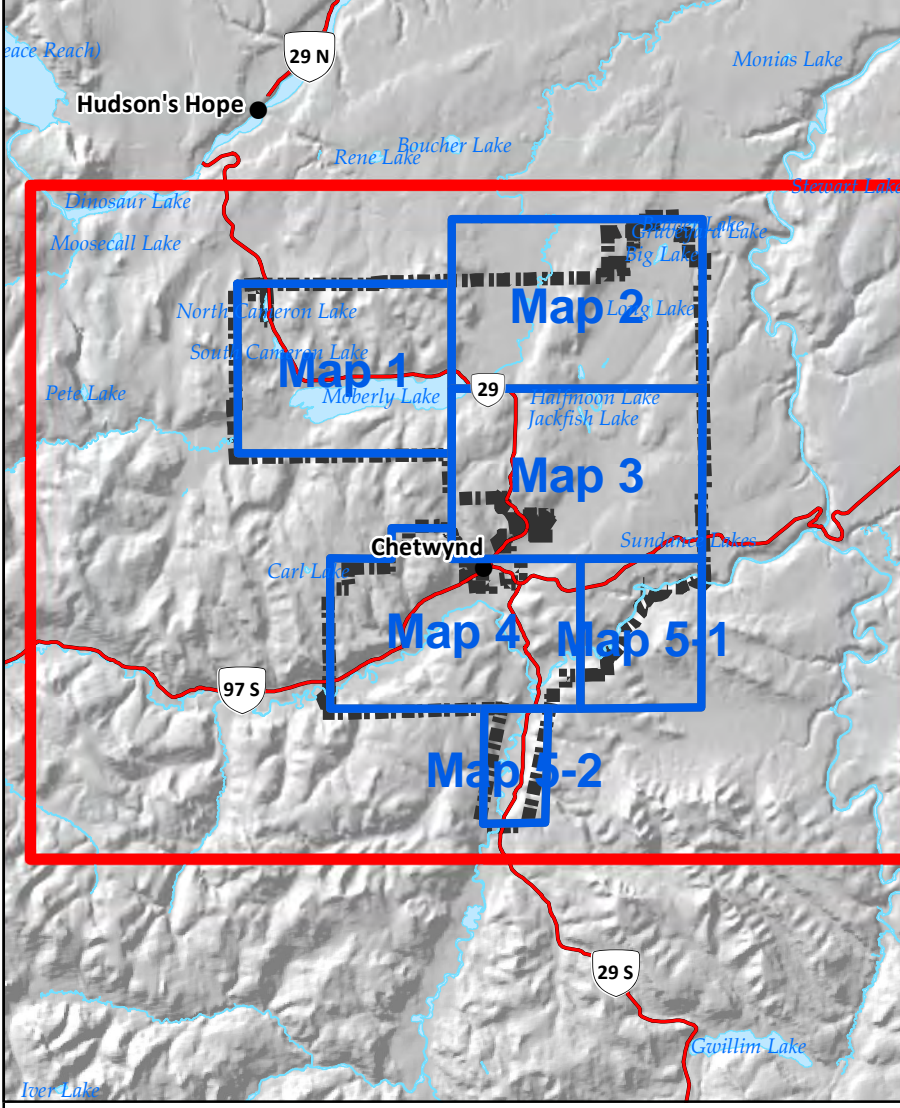 29 N
eace Reach)
Monias Lake
Hudson's Hope
Boucher Lake
Rene Lake
Stewart Lake
Dinosaur Lake
Graveyard Lake
Moosecall Lake
Big Lake
Map 2
Long Lake
North Cameron Lake
South Cameron Lake
Map 1
29
Pete Lake
Moberly Lake
Halfmoon Lake
Jackfish Lake
Map 3
Sundance Lakes
Chetwynd
Carl Lake
Map 4
Map 5-1
97 S
Map 5-2
29 S
Gwillim Lake
Iver Lake